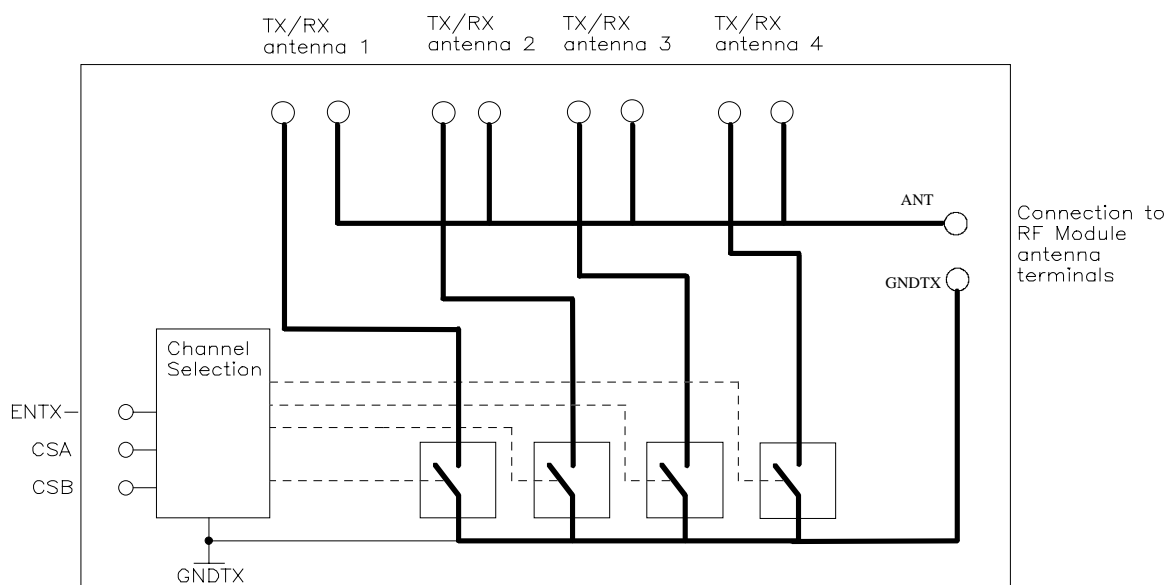 TX/RX
antenna 1
TX/RX
antenna 2
TX/RX
antenna 3
TX/RX
antenna 4
ANT
Connection to
RF Module
antenna
terminals
GNDTX
Channel
Selection
ENTX-
CSA
CSB
GNDTX